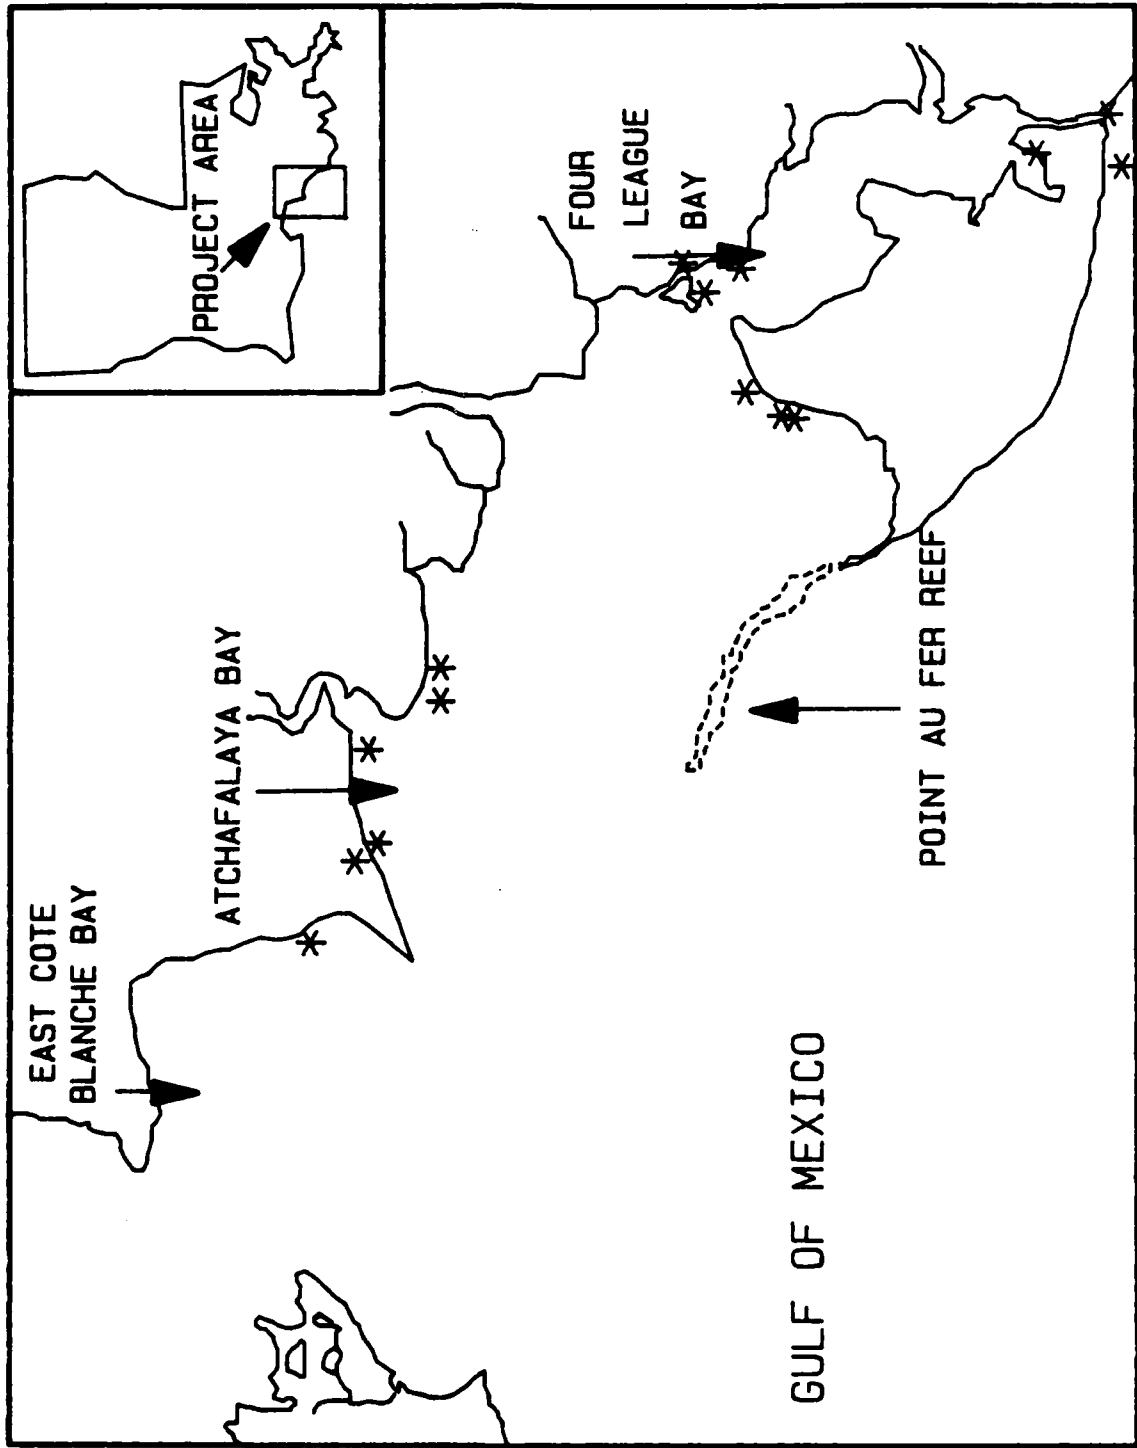 PROJECT AREA
EAST COTE
BLANCHE BAY
ATCHAFALAYA BAY
FOUR
LEAGUE
BAY
POINT AU FER REEF
GULF OF MEXICO